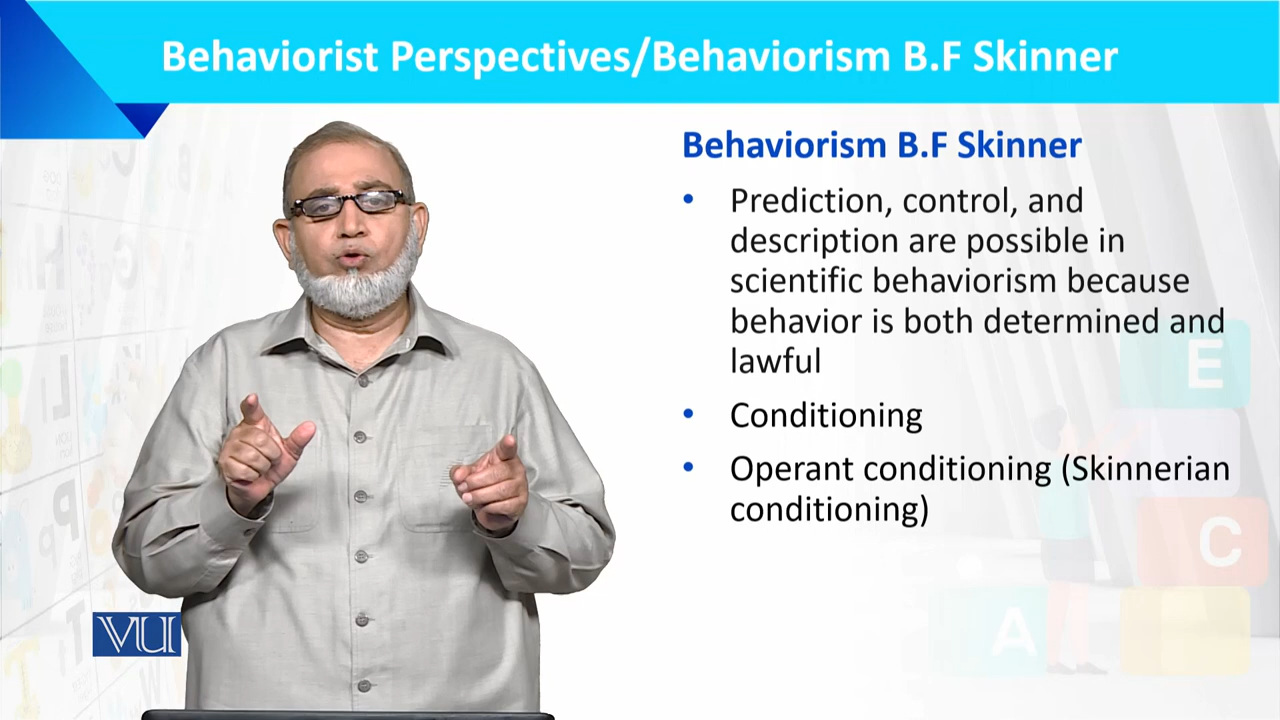 Behaviorist Perspectives/Behaviorism B.F Skinner
Behaviorism B.F Skinner
• Prediction, control, and
description are possible in
scientific behaviorism because
behavior is both determined and
lawful
• Conditioning
• Operant conditioning (Skinnerian
conditioning)
VU
E
C
A